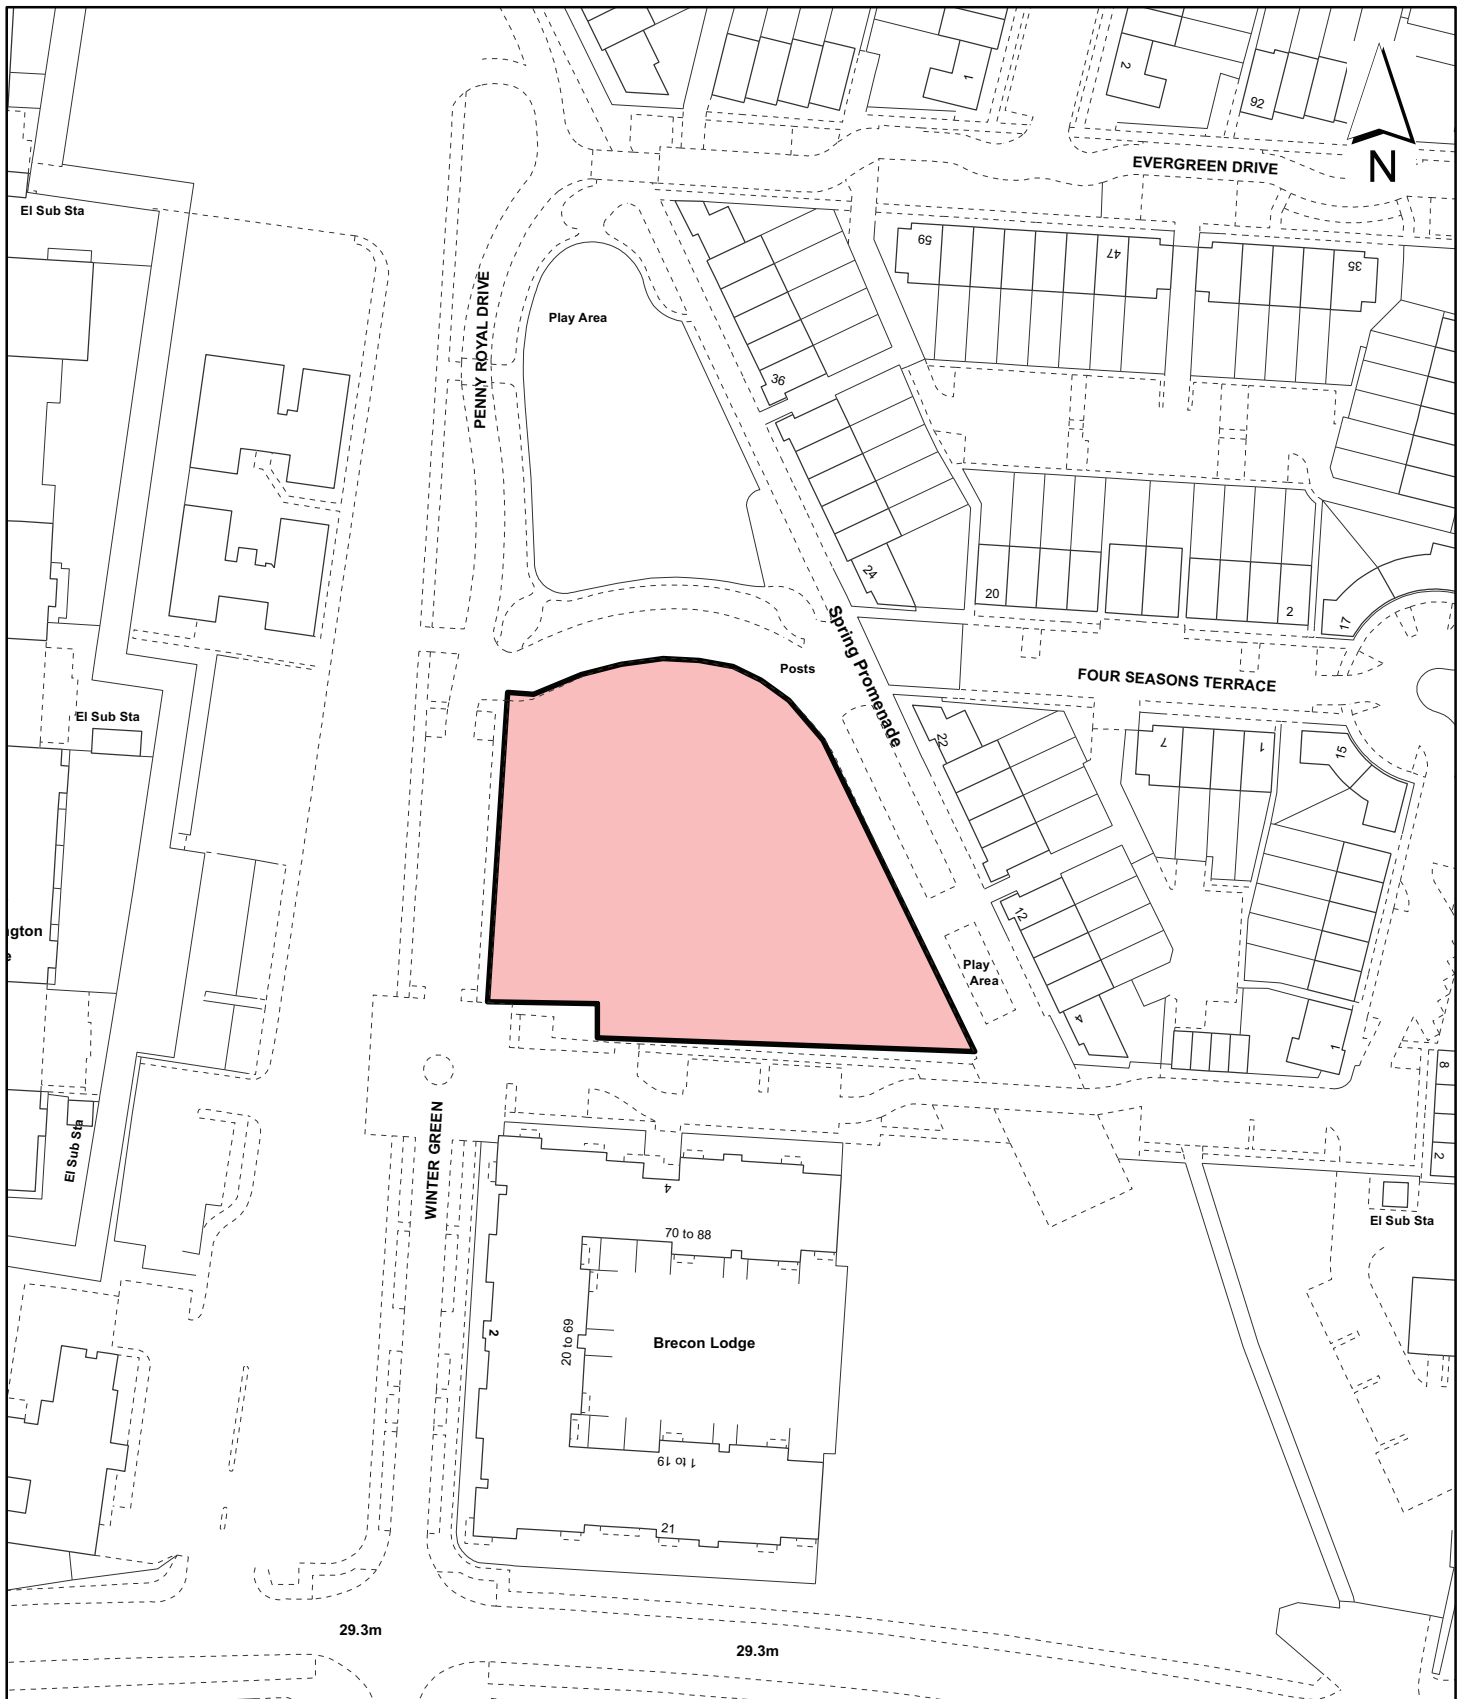 1
2
92
EVERGREEN DRIVE
N
El Sub Sta
59
47
35
PENNY ROYAL DRIVE
Play Area
36
24
20
2
17
Spring Promenade
Posts
FOUR SEASONS TERRACE
El Sub Sta
22
7
1
15
12
ngton
e
Play
Area
4
1
8
2
El Sub Sta
WINTER GREEN
4
70 to 88
El Sub Sta
2
20 to 69
Brecon Lodge
1 to 19
21
29.3m
29.3m